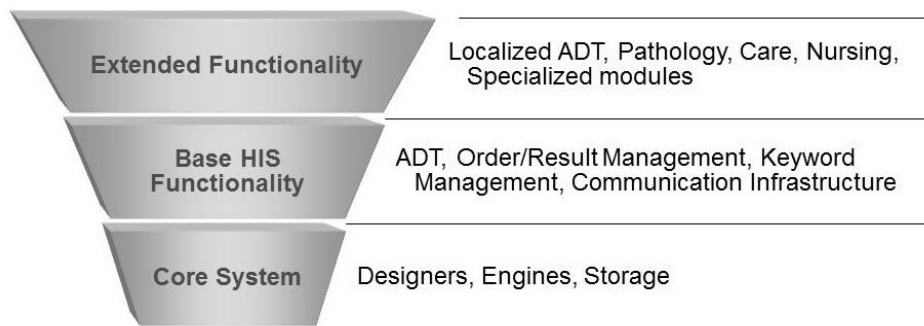 Extended Functionality
Localized ADT, Pathology, Care, Nursing,
Specialized modules
Base HIS
Functionality
ADT, Order/Result Management, Keyword
Management, Communication Infrastructure
Core System
Designers, Engines, Storage